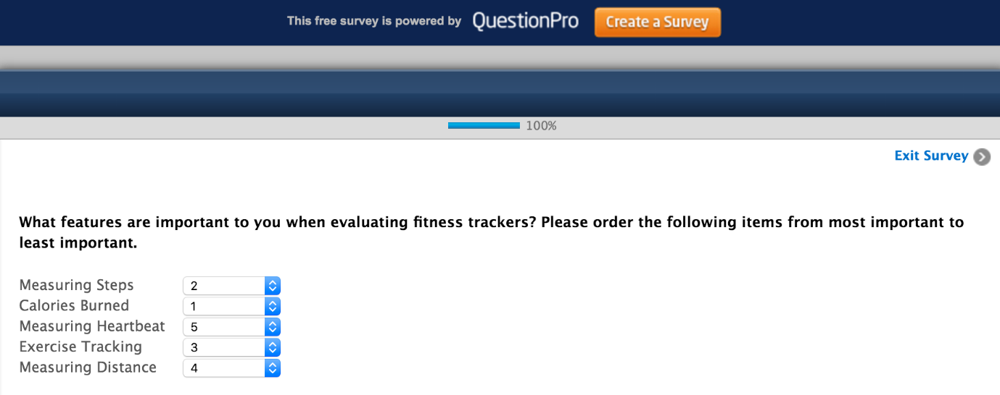 This free survey is powered by QuestionPro Create a Survey
100%
Exit Survey
What features are important to you when evaluating fitness trackers? Please order the following items from most important to
least important.
Measuring Steps 2
Calories Burned 1
Measuring Heartbeat 5
Exercise Tracking 3
Measuring Distance 4